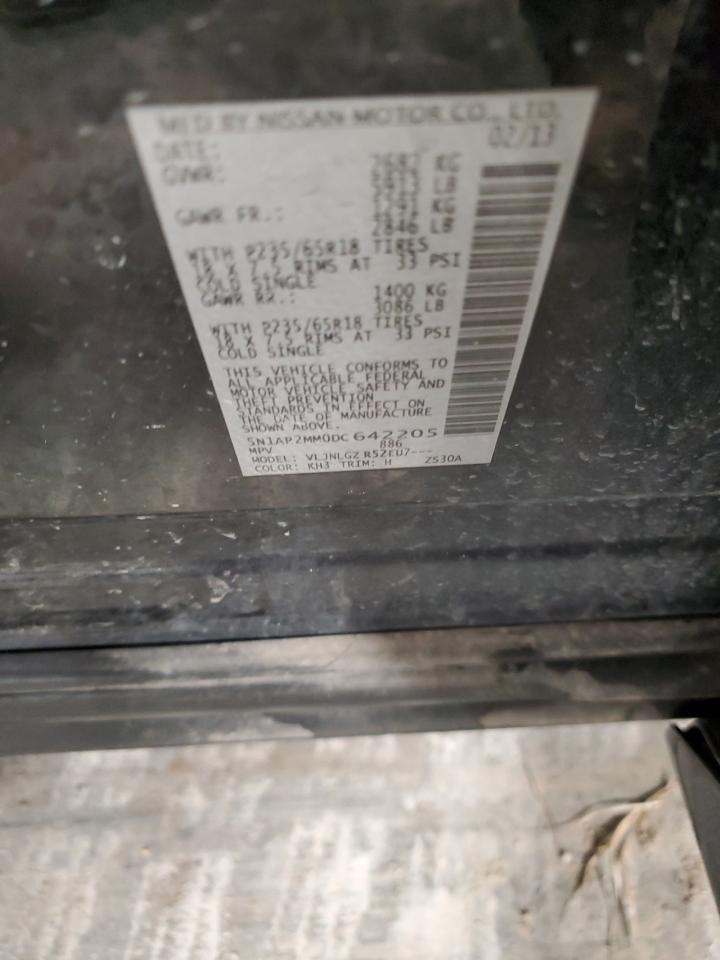 MFD BY NISSAN MOTOR CO., LTD.
DATE: 02/13
GVWR: KG
LB
GAWR FR.: KG
2846 LB
WITH P235/65R18 TIRES
18 X 7.5 RIMS AT 33 PSI
COLD SINGLE
GAWR RR.: 1400 KG
3086 LB
WITH P235/65R18 TIRES
18 X 7.5 RIMS AT 33 PSI
COLD SINGLE
THIS VEHICLE CONFORMS TO
ALL APPLICABLE FEDERAL
MOTOR VEHICLE SAFETY AND
THEFT PREVENTION
STANDARDS IN EFFECT ON
THE DATE OF MANUFACTURE
SHOWN ABOVE.
5N1AP2MM0DC642205
MPV 886
MODEL: VLJNLGZ R52EU7---
COLOR: KH3 TRIM: H Z530A